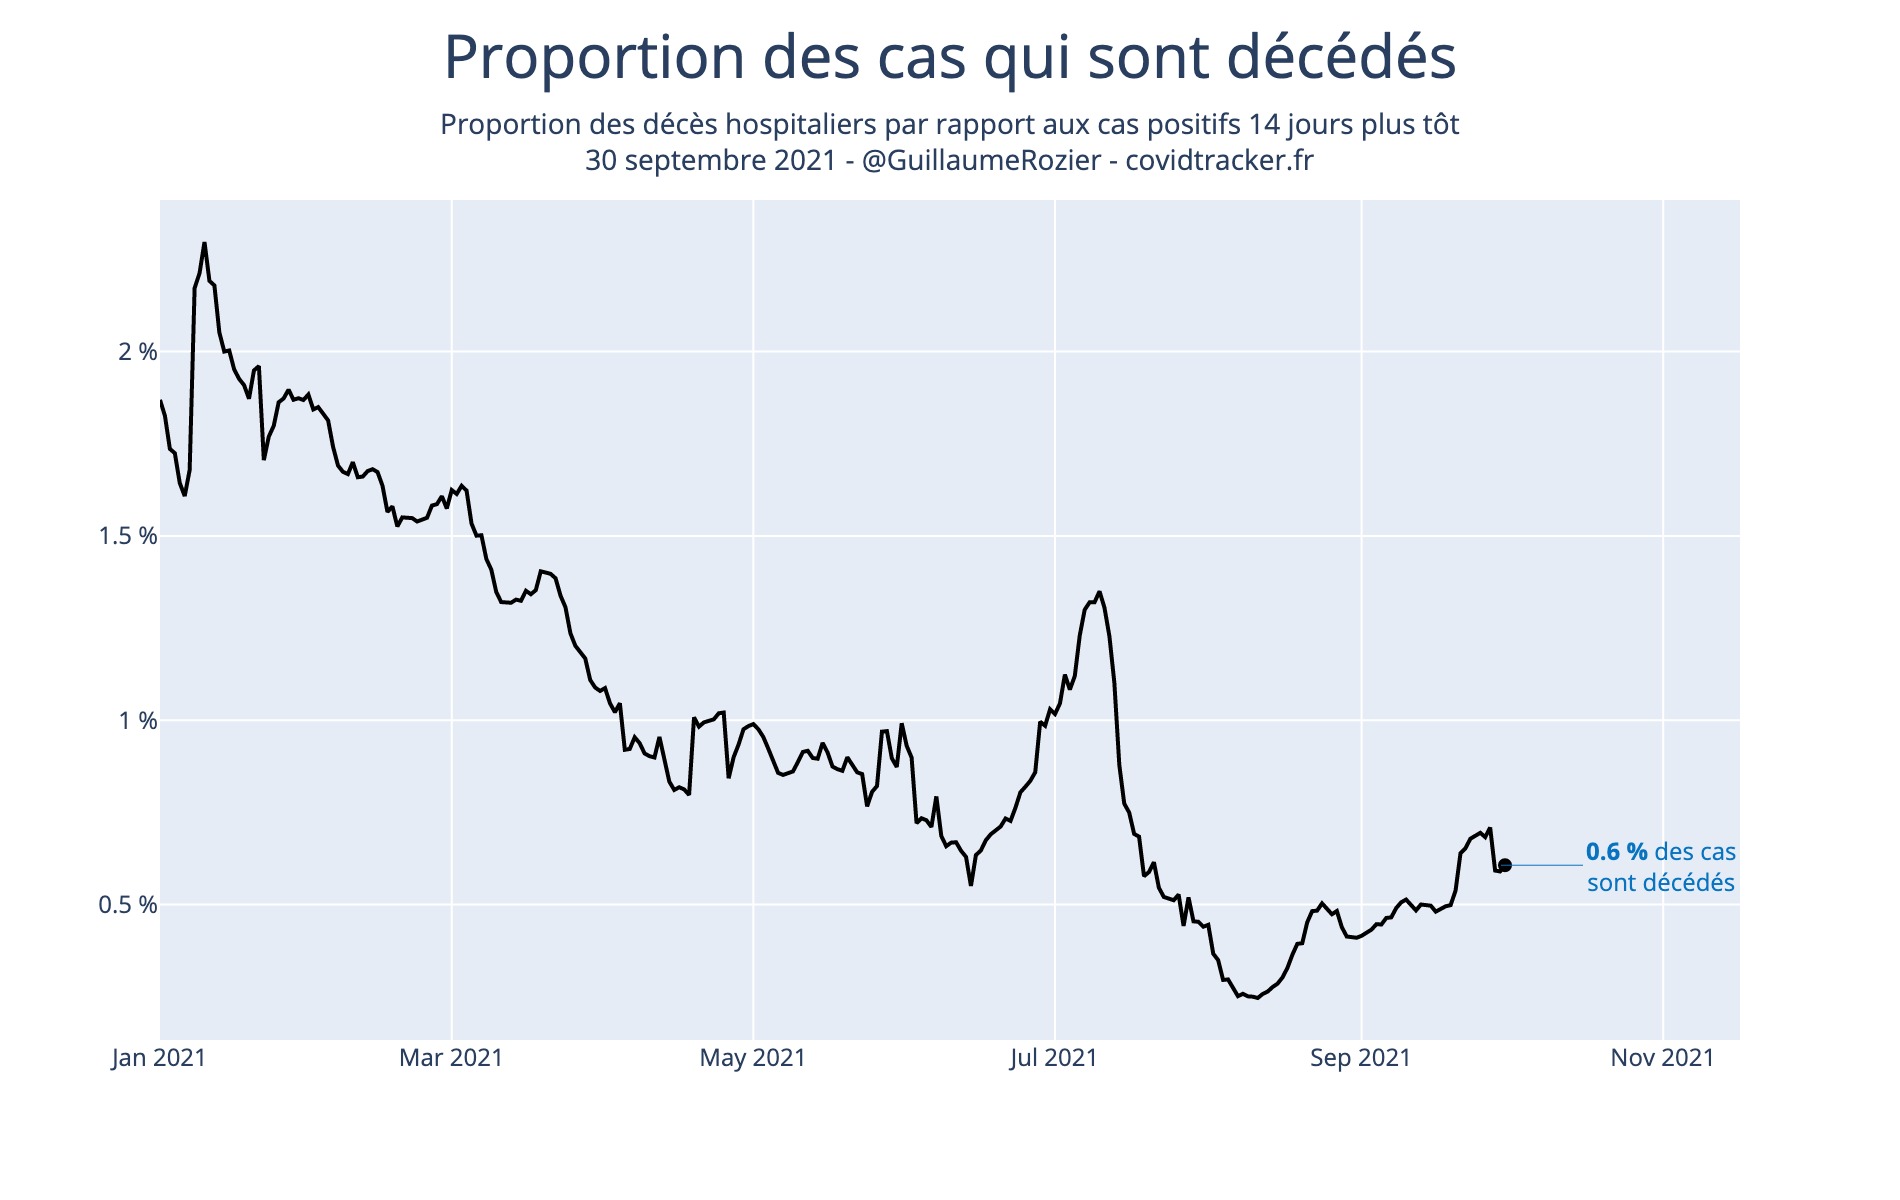 Proportion des cas qui sont décédés
Proportion des décès hospitaliers par rapport aux cas positifs 14 jours plus tôt
30 septembre 2021 - @GuillaumeRozier - covidtracker.fr
2 %
1.5 %
1 %
0.5 %
0.6 % des cas
sont décédés
Jan 2021
Mar 2021
May 2021
Jul 2021
Sep 2021
Nov 2021